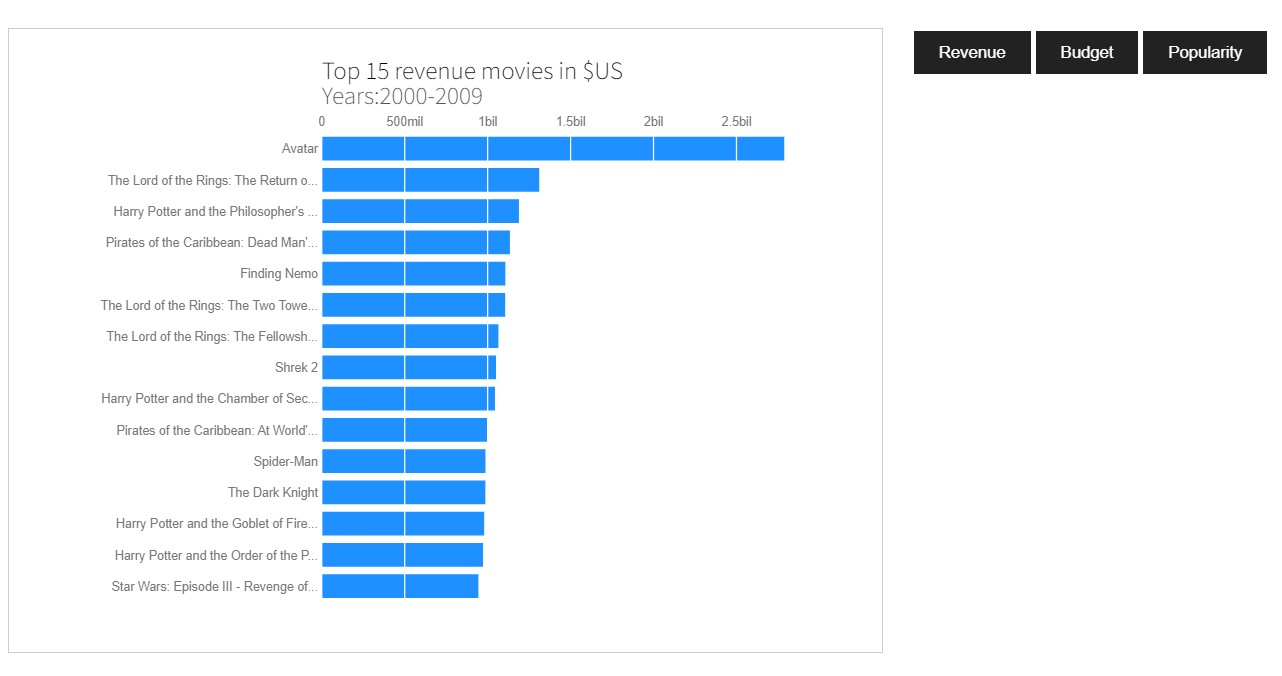 Top 15 revenue movies in $US
Years:2000-2009
0 500mil 1bil 1.5bil 2bil 2.5bil
Avatar
The Lord of the Rings: The Return o...
Harry Potter and the Philosopher's ...
Pirates of the Caribbean: Dead Man'...
Finding Nemo
The Lord of the Rings: The Two Towe...
The Lord of the Rings: The Fellowsh...
Shrek 2
Harry Potter and the Chamber of Sec...
Pirates of the Caribbean: At World'...
Spider-Man
The Dark Knight
Harry Potter and the Goblet of Fire...
Harry Potter and the Order of the P...
Star Wars: Episode III - Revenge of...
Revenue Budget Popularity